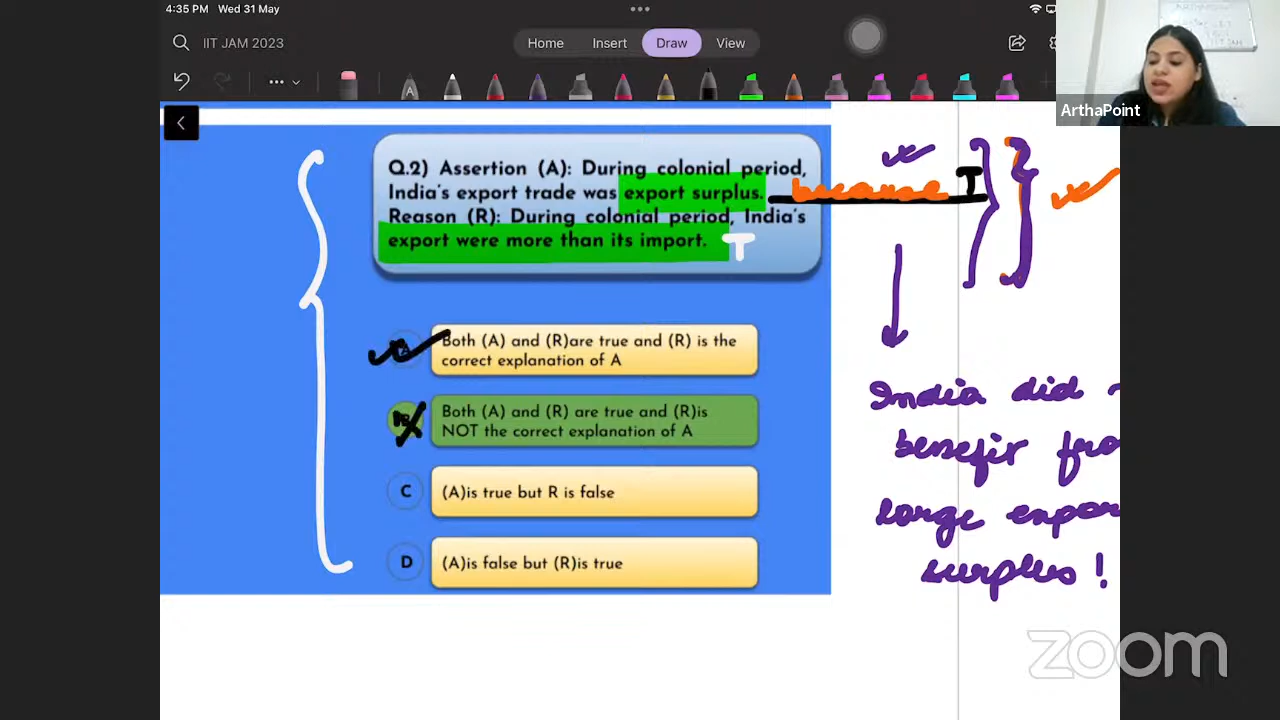 4:35 PM Wed 31 May
IIT JAM 2023
Home Insert Draw View
ArthaPoint
Q.2) Assertion (A): During colonial period,
India's export trade was export surplus.
because T
Reason (R): During colonial period, India's
export were more than its import. T
A
Both (A) and (R)are true and (R) is the
correct explanation of A
B
Both (A) and (R) are true and (R)is
NOT the correct explanation of A
C (A)is true but R is false
D (A)is false but (R)is true
India did
benefit
large
surplus!
zoom